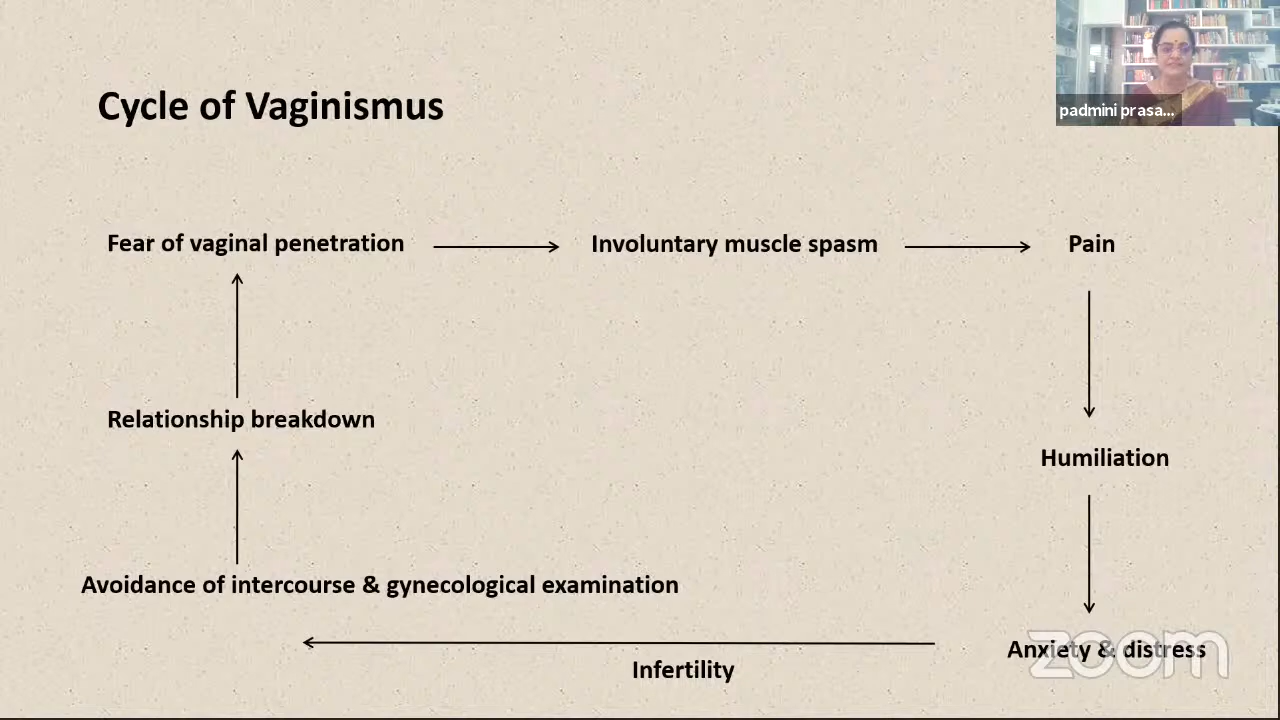 Cycle of Vaginismus
padmini prasa...
Fear of vaginal penetration
Involuntary muscle spasm
Pain
Relationship breakdown
Humiliation
Avoidance of intercourse & gynecological examination
Anxiety & distress
zoom
Infertility